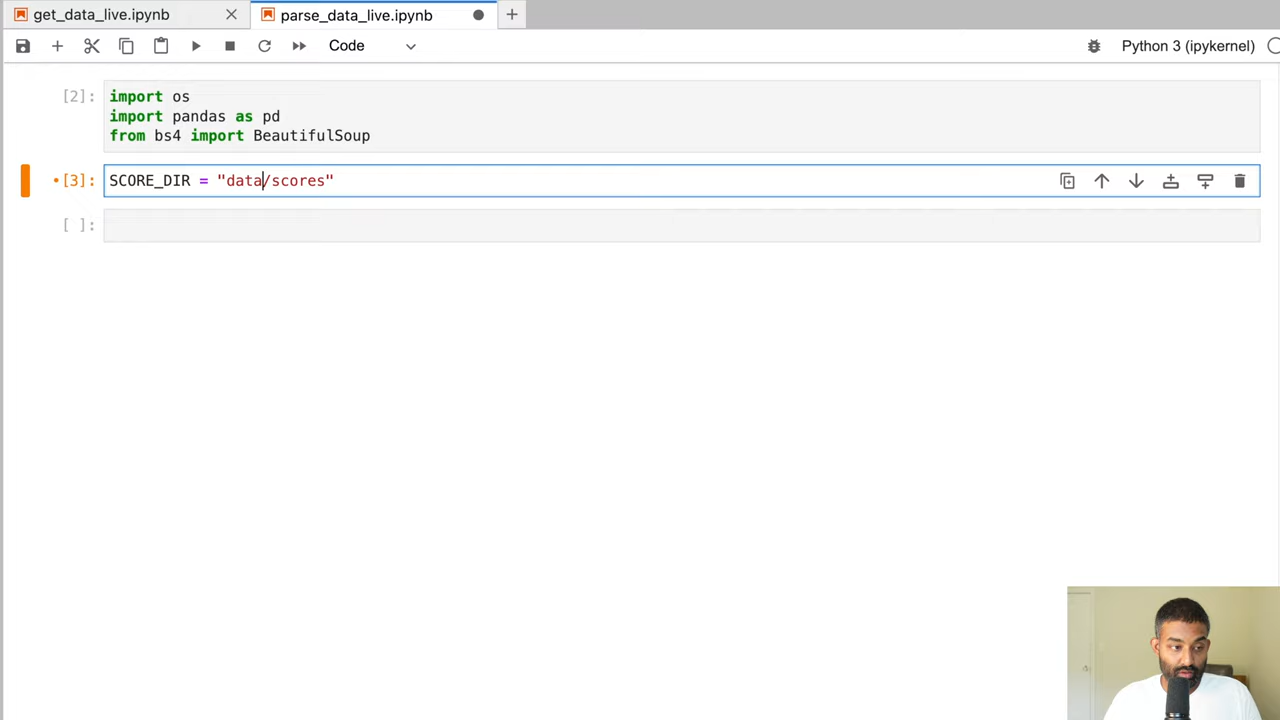 get_data_live.ipynb
parse_data_live.ipynb
Code
Python 3 (ipykernel)
[2]:
import os
import pandas as pd
from bs4 import BeautifulSoup
[3]:
SCORE_DIR = "data/scores"
[ ]: